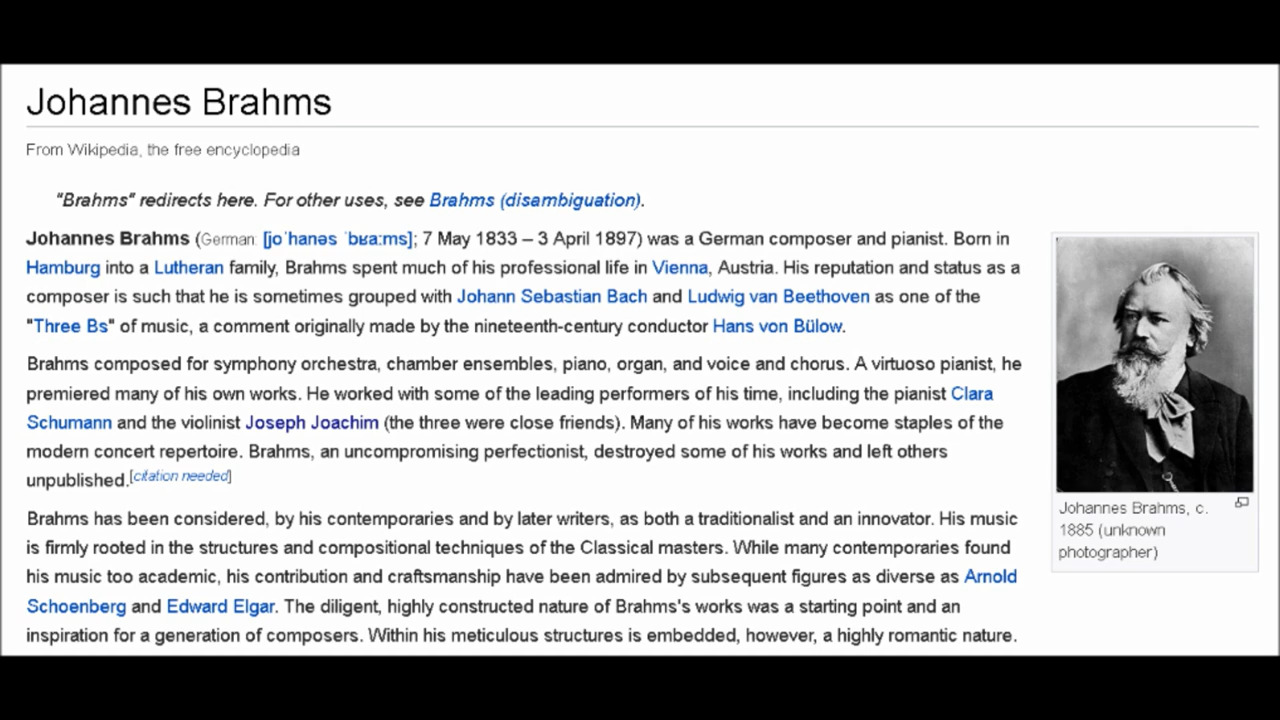 Johannes Brahms
From Wikipedia, the free encyclopedia
"Brahms" redirects here. For other uses, see Brahms (disambiguation).
Johannes Brahms (German: [joˈhanəs ˈbʁaːms]; 7 May 1833 – 3 April 1897) was a German composer and pianist. Born in
Hamburg into a Lutheran family, Brahms spent much of his professional life in Vienna, Austria. His reputation and status as a
composer is such that he is sometimes grouped with Johann Sebastian Bach and Ludwig van Beethoven as one of the
"Three Bs" of music, a comment originally made by the nineteenth-century conductor Hans von Bülow.
Brahms composed for symphony orchestra, chamber ensembles, piano, organ, and voice and chorus. A virtuoso pianist, he
premiered many of his own works. He worked with some of the leading performers of his time, including the pianist Clara
Schumann and the violinist Joseph Joachim (the three were close friends). Many of his works have become staples of the
modern concert repertoire. Brahms, an uncompromising perfectionist, destroyed some of his works and left others
unpublished.[citation needed]
Brahms has been considered, by his contemporaries and by later writers, as both a traditionalist and an innovator. His music
is firmly rooted in the structures and compositional techniques of the Classical masters. While many contemporaries found
his music too academic, his contribution and craftsmanship have been admired by subsequent figures as diverse as Arnold
Schoenberg and Edward Elgar. The diligent, highly constructed nature of Brahms's works was a starting point and an
inspiration for a generation of composers. Within his meticulous structures is embedded, however, a highly romantic nature.
Johannes Brahms, c.
1885 (unknown
photographer)